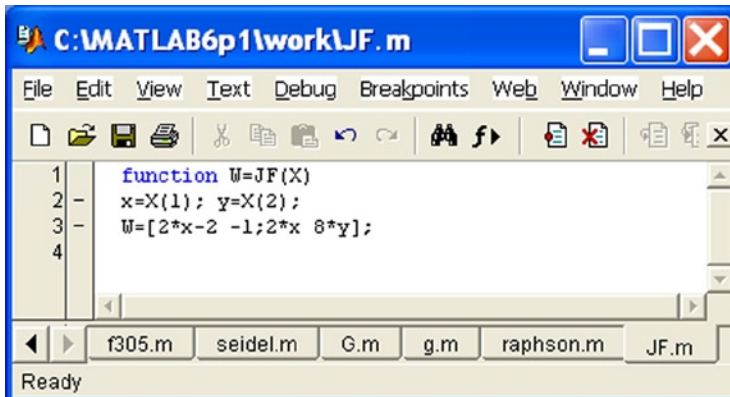 C:\MATLAB6p1\work\JF.m
File Edit View Text Debug Breakpoints Web Window Help
1 function W=JF(X)
2 - x=X(1); y=X(2);
3 - W=[2*x-2 -1;2*x 8*y];
4
f305.m seidel.m G.m g.m raphson.m JF.m
Ready